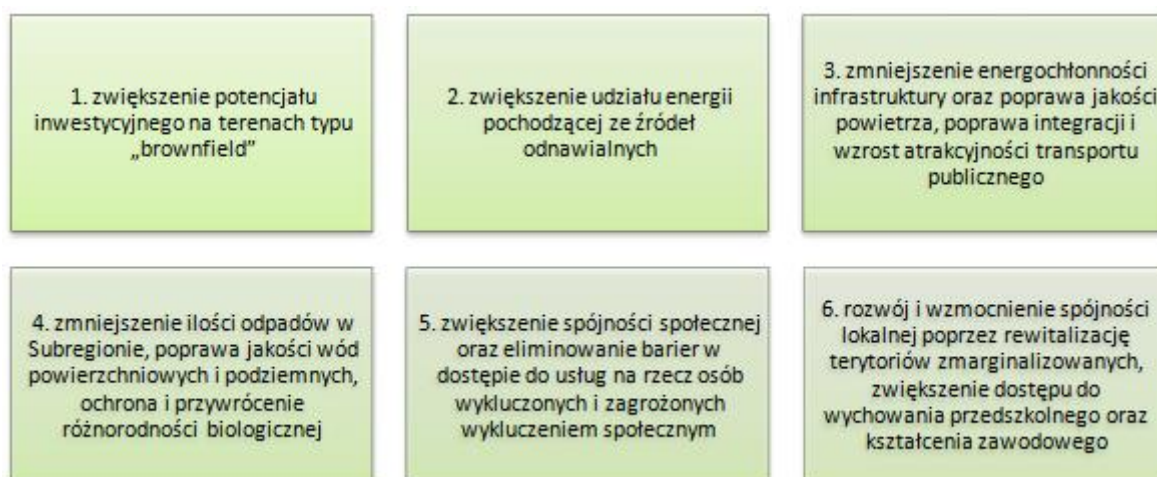 1. zwiększenie potencjału
inwestycyjnego na terenach typu
„brownfield”
2. zwiększenie udziału energii
pochodzącej ze źródeł
odnawialnych
3. zmniejszenie energochłonności
infrastruktury oraz poprawa jakości
powietrza, poprawa integracji i
wzrost atrakcyjności transportu
publicznego
4. zmniejszenie ilości odpadów w
Subregionie, poprawa jakości wód
powierzchniowych i podziemnych,
ochrona i przywrócenie
różnorodności biologicznej
5. zwiększenie spójności społecznej
oraz eliminowanie barier w
dostępie do usług na rzecz osób
wykluczonych i zagrożonych
wykluczeniem społecznym
6. rozwój i wzmocnienie spójności
lokalnej poprzez rewitalizację
terytoriów zmarginalizowanych,
zwiększenie dostępu do
wychowania przedszkolnego oraz
kształcenia zawodowego